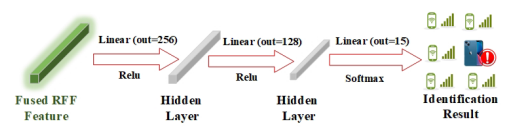 Linear (out=256)
Linear (out=128)
Linear (out=15)
Relu
Relu
Softmax
Fused RFF
Feature
Hidden
Layer
Hidden
Layer
Identification
Result